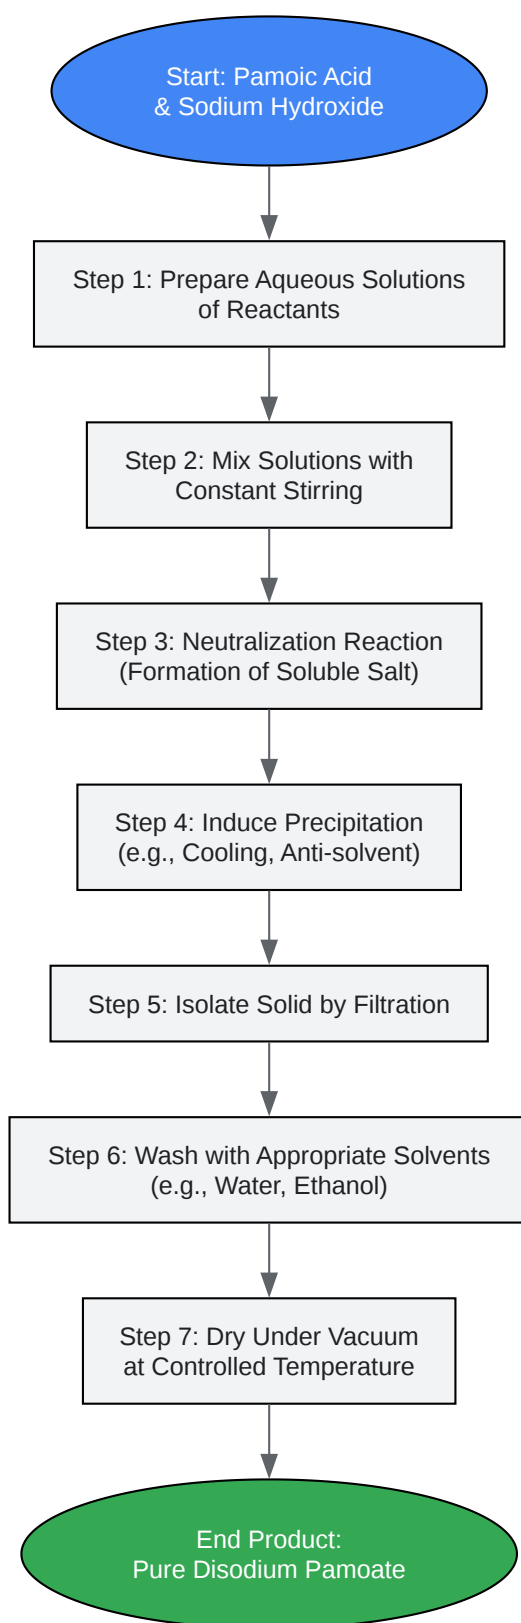 Start: Pamoic Acid
& Sodium Hydroxide
Step 1: Prepare Aqueous Solutions
of Reactants
Step 2: Mix Solutions with
Constant Stirring
Step 3: Neutralization Reaction
(Formation of Soluble Salt)
Step 4: Induce Precipitation
(e.g., Cooling, Anti-solvent)
Step 5: Isolate Solid by Filtration
Step 6: Wash with Appropriate Solvents
(e.g., Water, Ethanol)
Step 7: Dry Under Vacuum
at Controlled Temperature
End Product:
Pure Disodium Pamoate